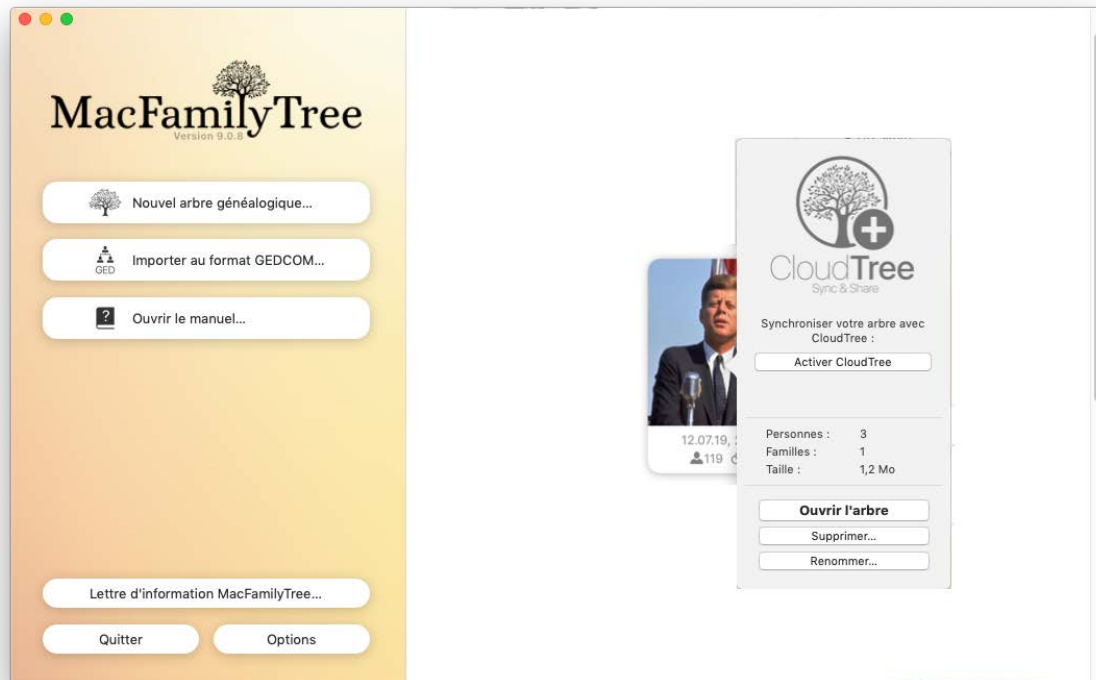 MacFamilyTree
Version 9.0.8
Nouvel arbre généalogique...
GED
Importer au format GEDCOM...
?
Ouvrir le manuel...
Lettre d'information MacFamilyTree...
Quitter
Options
12.07.19,
119
CloudTree
Sync & Share
Synchroniser votre arbre avec
CloudTree :
Activer CloudTree
Personnes : 3
Familles : 1
Taille : 1,2 Mo
Ouvrir l'arbre
Supprimer...
Renommer...